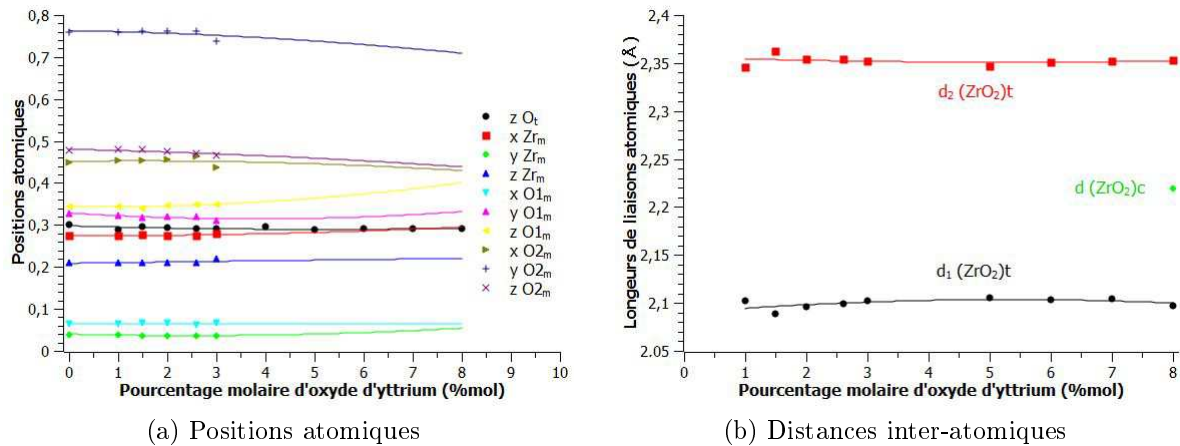 0,8
0,7
0,6
0,5
0,4
0,3
0,2
0,1
0
Positions atomiques
0 1 2 3 4 5 6 7 8 9 10
Pourcentage molaire d'oxyde d'yttrium (%mol)
z Ot
x Zrm
y Zrm
z Zrm
x O1m
y O1m
z O1m
x O2m
y O2m
z O2m
(a) Positions atomiques
2,4
2,35
2,3
2,25
2,2
2,15
2,1
2.05
Longeurs de liaisons atomiques (Å)
d₂ (ZrO₂)t
d (ZrO₂)c
d₁ (ZrO₂)t
0 1 2 3 5 6 7 8
Pourcentage molaire d'oxyde d'yttrium (%mol)
(b) Distances inter-atomiques